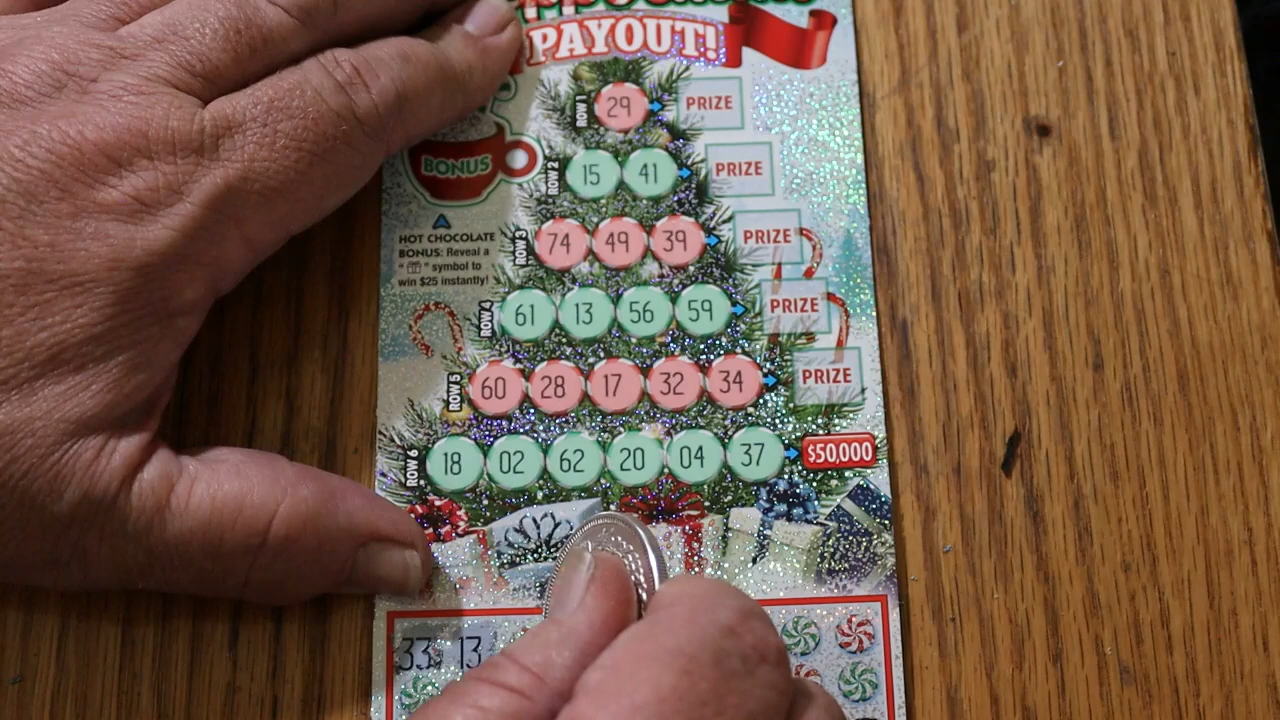 PAYOUT!
ROW 1 29 PRIZE
BONUS
ROW 2 15 41 PRIZE
HOT CHOCOLATE
BONUS: Reveal a
" " symbol to
win $25 instantly!
ROW 3 74 49 39 PRIZE
ROW 4 61 13 56 59 PRIZE
ROW 5 60 28 17 32 34 PRIZE
ROW 6 18 02 62 20 04 37 $50,000
33 13